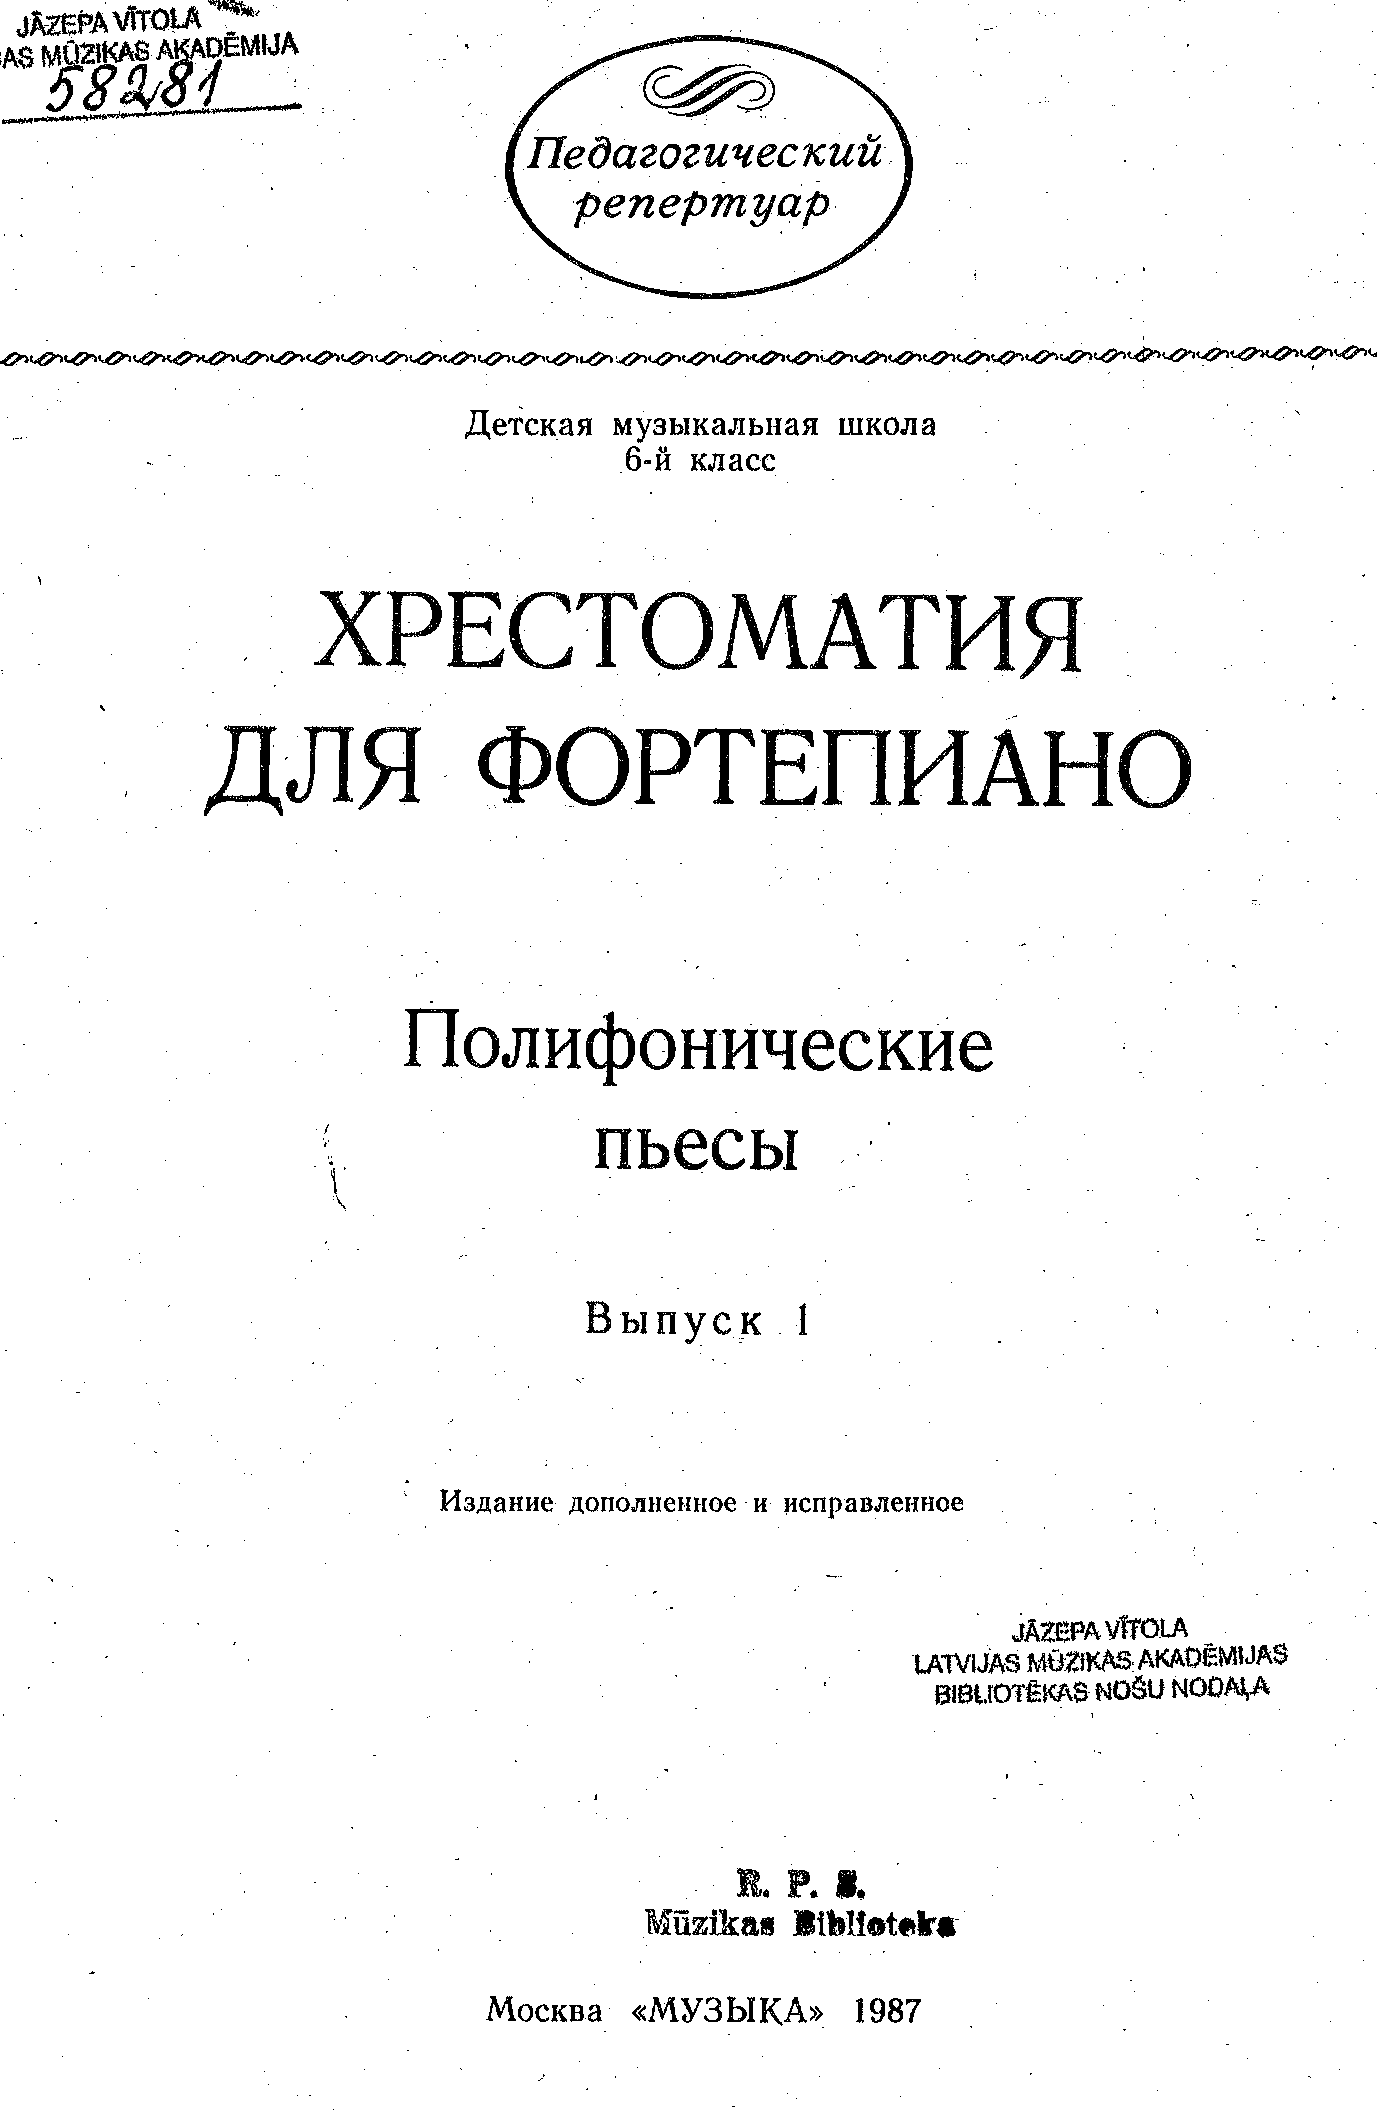 JĀZEPA VĪTOLA
AS MŪZIKAS AKADĒMIJA
58281
Педагогический
репертуар
Детская музыкальная школа
6-й класс
ХРЕСТОМАТИЯ
ДЛЯ ФОРТЕПИАНО
Полифонические
пьесы
Выпуск 1
Издание дополненное и исправленное
JĀZEPA VĪTOLA
LATVIJAS MŪZIKAS AKADĒMIJAS
BIBLIOTĒKAS NOŠU NODAĻA
R. P. S.
Mūzikas Biblioteka
Москва «МУЗЫКА» 1987